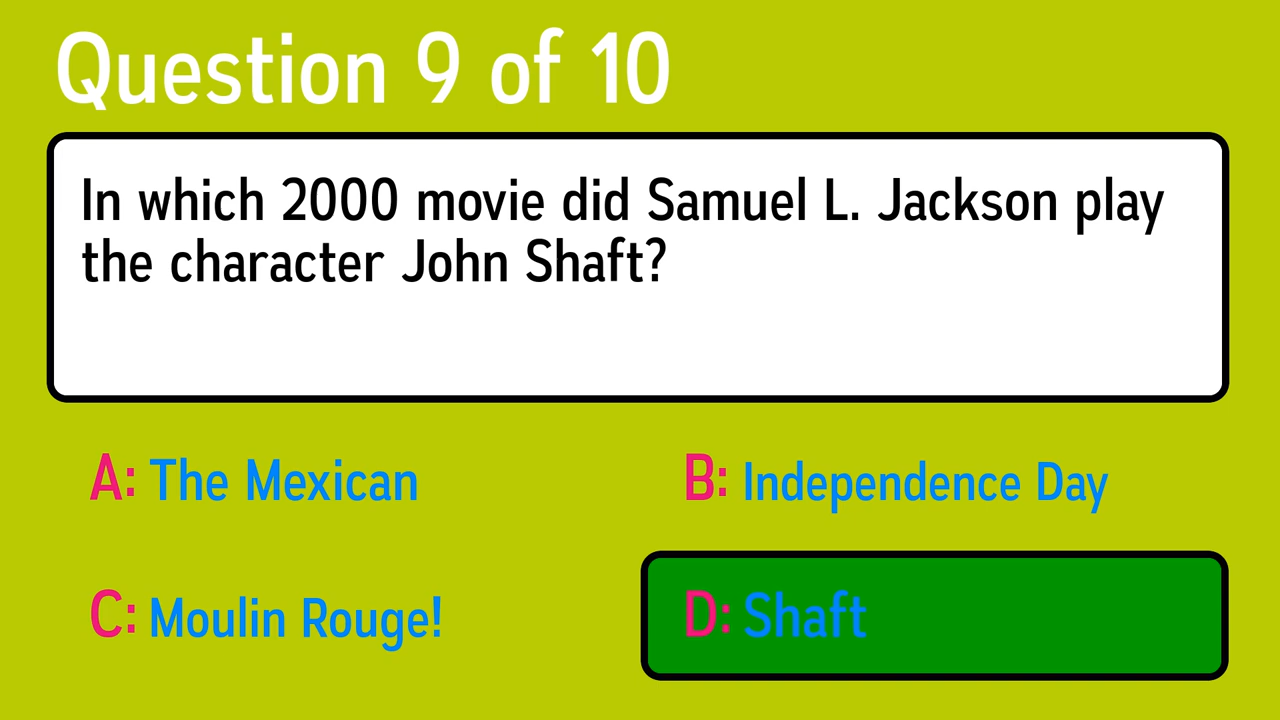 Question 9 of 10
In which 2000 movie did Samuel L. Jackson play
the character John Shaft?
A: The Mexican
B: Independence Day
C: Moulin Rouge!
D: Shaft